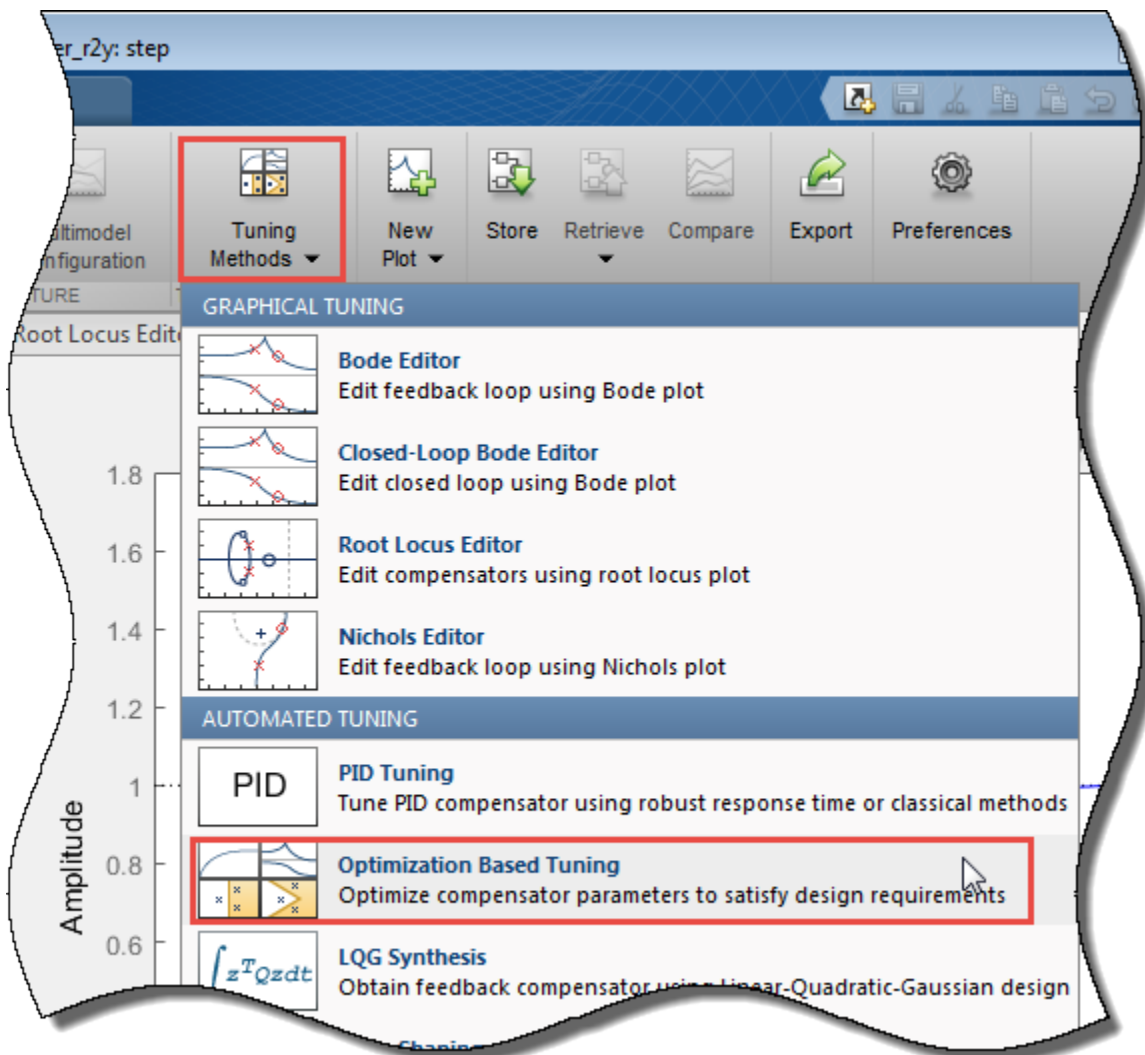 er_r2y: step
Tuning
Methods
New
Plot
Store
Retrieve
Compare
Export
Preferences
ltimodel
nfiguration
TURE
Root Locus Edit
GRAPHICAL TUNING
Bode Editor
Edit feedback loop using Bode plot
Closed-Loop Bode Editor
Edit closed loop using Bode plot
Root Locus Editor
Edit compensators using root locus plot
Nichols Editor
Edit feedback loop using Nichols plot
AUTOMATED TUNING
PID
PID Tuning
Tune PID compensator using robust response time or classical methods
Optimization Based Tuning
Optimize compensator parameters to satisfy design requirements
∫zᵀQzdt
LQG Synthesis
Obtain feedback compensator using Linear-Quadratic-Gaussian design
Shaping
1.8
1.6
1.4
1.2
1
0.8
0.6
Amplitude